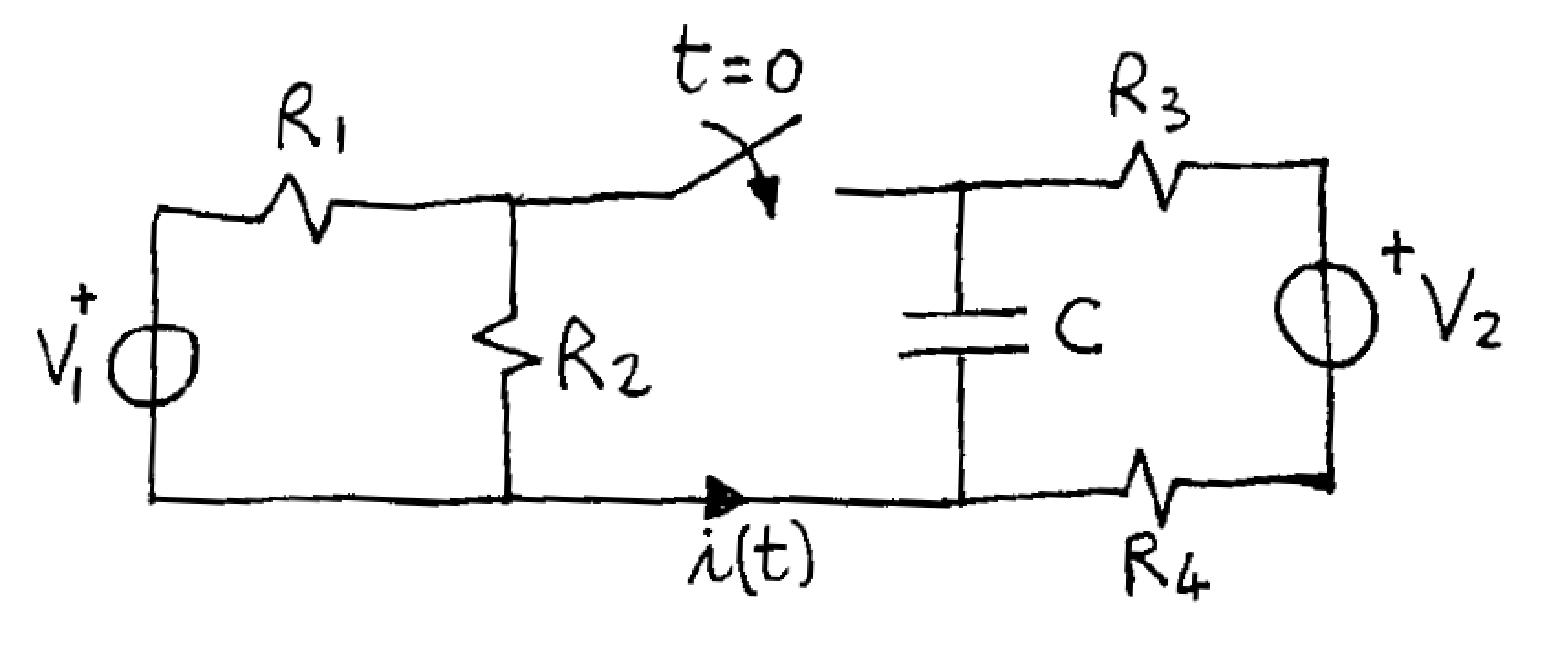 t=0
R1
R3
+
V1
R2
C
+
V2
i(t)
R4